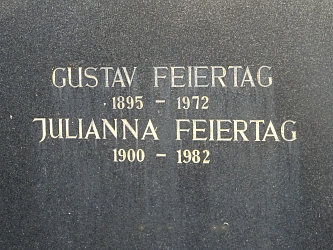 GUSTAV FEIERTAG
1895 – 1972
JULIANNA FEIERTAG
1900 – 1982